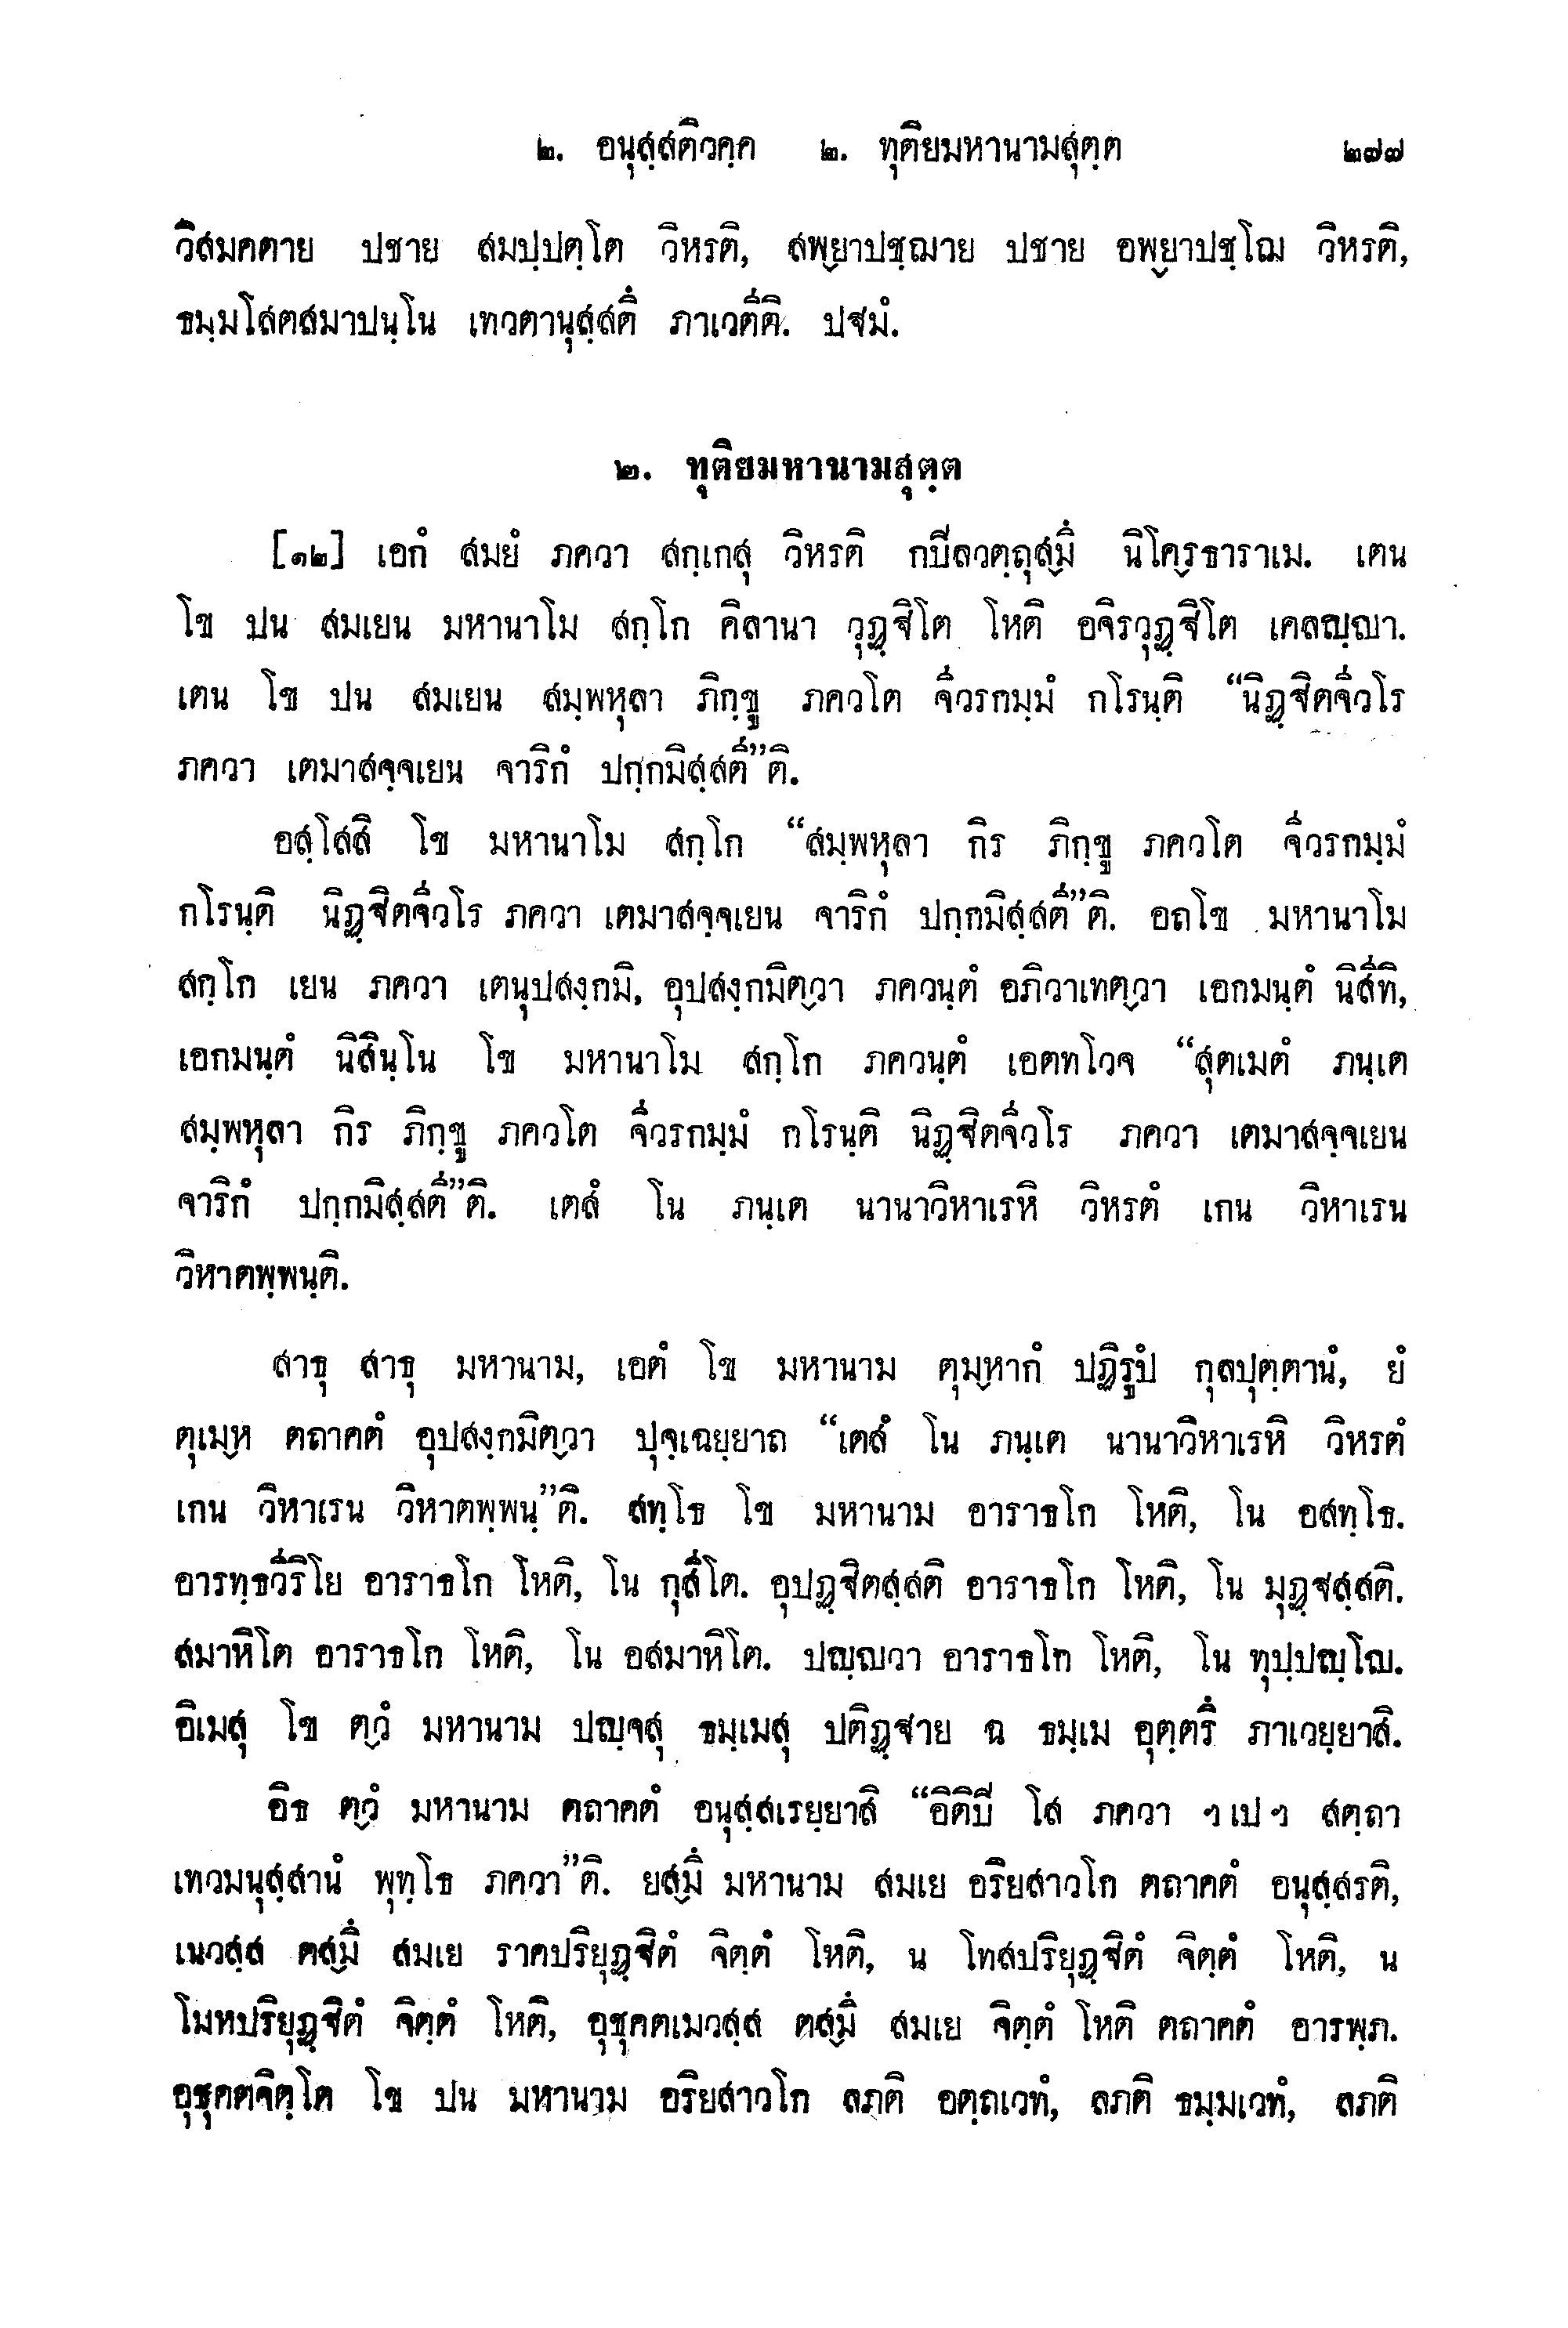 ๒. อนุสฺสติวคฺค ๒. ทุติยมหานามสุตฺต ๒๗๗
วิสมคตาย ปชาย สมปฺปตฺโต วิหรติ, สพฺยาปชฺฌาย ปชาย อพฺยาปชฺโฌ วิหรติ,
ธมฺมโสตสมาปนฺโน เทวตานุสฺสตึ ภาเวตีติ. ปฐมํ.
๒. ทุติยมหานามสุตฺต
[๑๒] เอกํ สมยํ ภควา สกฺเกสุ วิหรติ กปิลวตฺถุสฺมึ นิโคฺรธาราเม. เตน
โข ปน สมเยน มหานาโม สกฺโก คิลานา วุฏฺฐิโต โหติ อจิรวุฏฺฐิโต เคลญฺญา.
เตน โข ปน สมเยน สมฺพหุลา ภิกฺขู ภควโต จีวรกมฺมํ กโรนฺติ “นิฏฺฐิตจีวโร
ภควา เตมาสจฺจเยน จาริกํ ปกฺกมิสฺสตี”ติ.
อสฺโสสิ โข มหานาโม สกฺโก “สมฺพหุลา กิร ภิกฺขู ภควโต จีวรกมฺมํ
กโรนฺติ นิฏฺฐิตจีวโร ภควา เตมาสจฺจเยน จาริกํ ปกฺกมิสฺสตี”ติ. อถโข มหานาโม
สกฺโก เยน ภควา เตนุปสงฺกมิ, อุปสงฺกมิตฺวา ภควนฺตํ อภิวาเทตฺวา เอกมนฺตํ นิสีทิ,
เอกมนฺตํ นิสินฺโน โข มหานาโม สกฺโก ภควนฺตํ เอตทโวจ “สุตเมตํ ภนฺเต
สมฺพหุลา กิร ภิกฺขู ภควโต จีวรกมฺมํ กโรนฺติ นิฏฺฐิตจีวโร ภควา เตมาสจฺจเยน
จาริกํ ปกฺกมิสฺสตี”ติ. เตสํ โน ภนฺเต นานาวิหาเรหิ วิหรตํ เกน วิหาเรน
วิหาตพฺพนฺติ.
สาธุ สาธุ มหานาม, เอตํ โข มหานาม ตุมฺหากํ ปฏิรูปํ กุลปุตฺตานํ, ยํ
ตุเมฺห ตถาคตํ อุปสงฺกมิตฺวา ปุจฺเฉยฺยาถ “เตสํ โน ภนฺเต นานาวิหาเรหิ วิหรตํ
เกน วิหาเรน วิหาตพฺพนฺ”ติ. สทฺโธ โข มหานาม อาราธโก โหติ, โน อสทฺโธ.
อารทฺธวีริโย อาราธโก โหติ, โน กุสีโต. อุปฏฺฐิตสฺสติ อาราธโก โหติ, โน มุฏฺฐสฺสติ.
สมาหิโต อาราธโก โหติ, โน อสมาหิโต. ปญฺญวา อาราธโก โหติ, โน ทุปฺปญฺโญ.
อิเมสุ โข ตฺวํ มหานาม ปญฺจสุ ธมฺเมสุ ปติฏฺฐาย ฉ ธมฺเม อุตฺตรึ ภาเวยฺยาสิ.
อิธ ตฺวํ มหานาม ตถาคตํ อนุสฺสเรยฺยาสิ “อิติปิ โส ภควา ฯ เป ฯ สตฺถา
เทวมนุสฺสานํ พุทฺโธ ภควา”ติ. ยสฺมึ มหานาม สมเย อริยสาวโก ตถาคตํ อนุสฺสรติ,
เนวสฺส ตสฺมึ สมเย ราคปริยุฏฺฐิตํ จิตฺตํ โหติ, น โทสปริยุฏฺฐิตํ จิตฺตํ โหติ, น
โมหปริยุฏฺฐิตํ จิตฺตํ โหติ, อุชุคตเมวสฺส ตสฺมึ สมเย จิตฺตํ โหติ ตถาคตํ อารพฺภ.
อุชุคตจิตฺโต โข ปน มหานาม อริยสาวโก ลภติ อตฺถเวทํ, ลภติ ธมฺมเวทํ, ลภติ